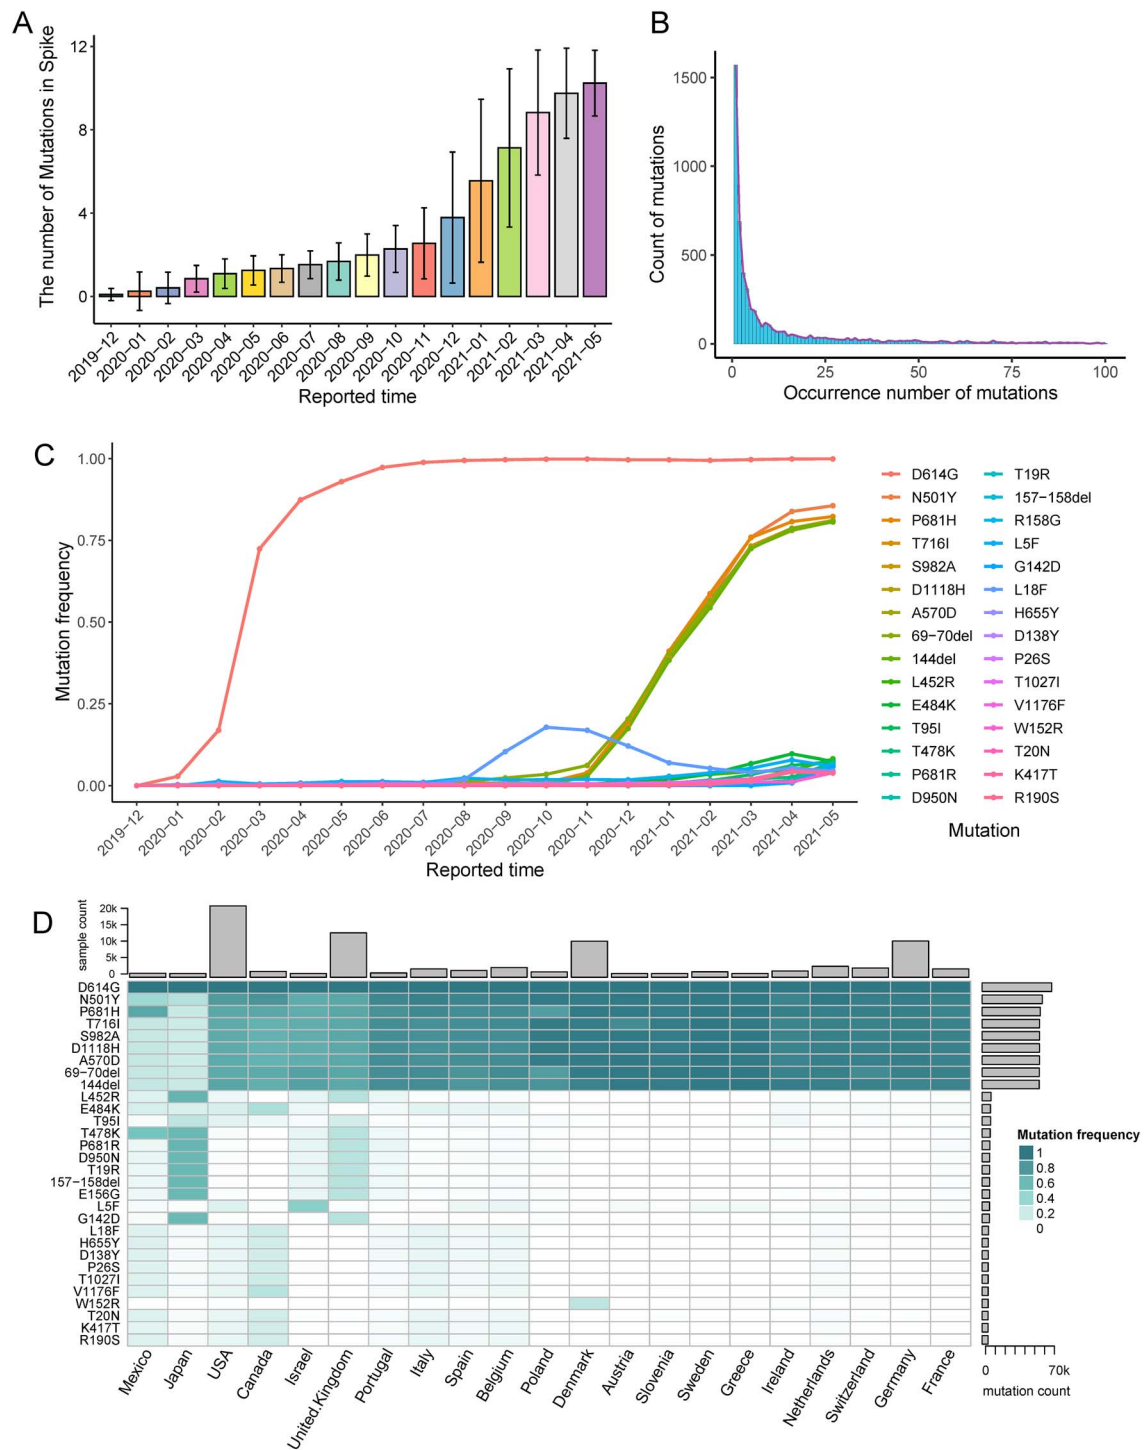 A
The number of Mutations in Spike
12
8
4
0
2019−12
2020−01
2020−02
2020−03
2020−04
2020−05
2020−06
2020−07
2020−08
2020−09
2020−10
2020−11
2020−12
2021−01
2021−02
2021−03
2021−04
2021−05
Reported time
B
Count of mutations
1500
1000
500
0
0
25
50
75
100
Occurrence number of mutations
C
Mutation frequency
1.00
0.75
0.50
0.25
0.00
2019−12
2020−01
2020−02
2020−03
2020−04
2020−05
2020−06
2020−07
2020−08
2020−09
2020−10
2020−11
2020−12
2021−01
2021−02
2021−03
2021−04
2021−05
Reported time
D614G
N501Y
P681H
T716I
S982A
D1118H
A570D
69−70del
144del
L452R
E484K
T95I
T478K
P681R
D950N
T19R
157−158del
R158G
L5F
G142D
L18F
H655Y
D138Y
P26S
T1027I
V1176F
W152R
T20N
K417T
R190S
Mutation
D
sample count
20k
15k
10k
5k
0
D614G
N501Y
P681H
T716I
S982A
D1118H
A570D
69−70del
144del
L452R
E484K
T95I
T478K
P681R
D950N
T19R
157−158del
E156G
L5F
G142D
L18F
H655Y
D138Y
P26S
T1027I
V1176F
W152R
T20N
K417T
R190S
Mexico
Japan
USA
Canada
Israel
United.Kingdom
Portugal
Italy
Spain
Belgium
Poland
Denmark
Austria
Slovenia
Sweden
Greece
Ireland
Netherlands
Switzerland
Germany
France
Mutation frequency
1
0.8
0.6
0.4
0.2
0
0
70k
mutation count